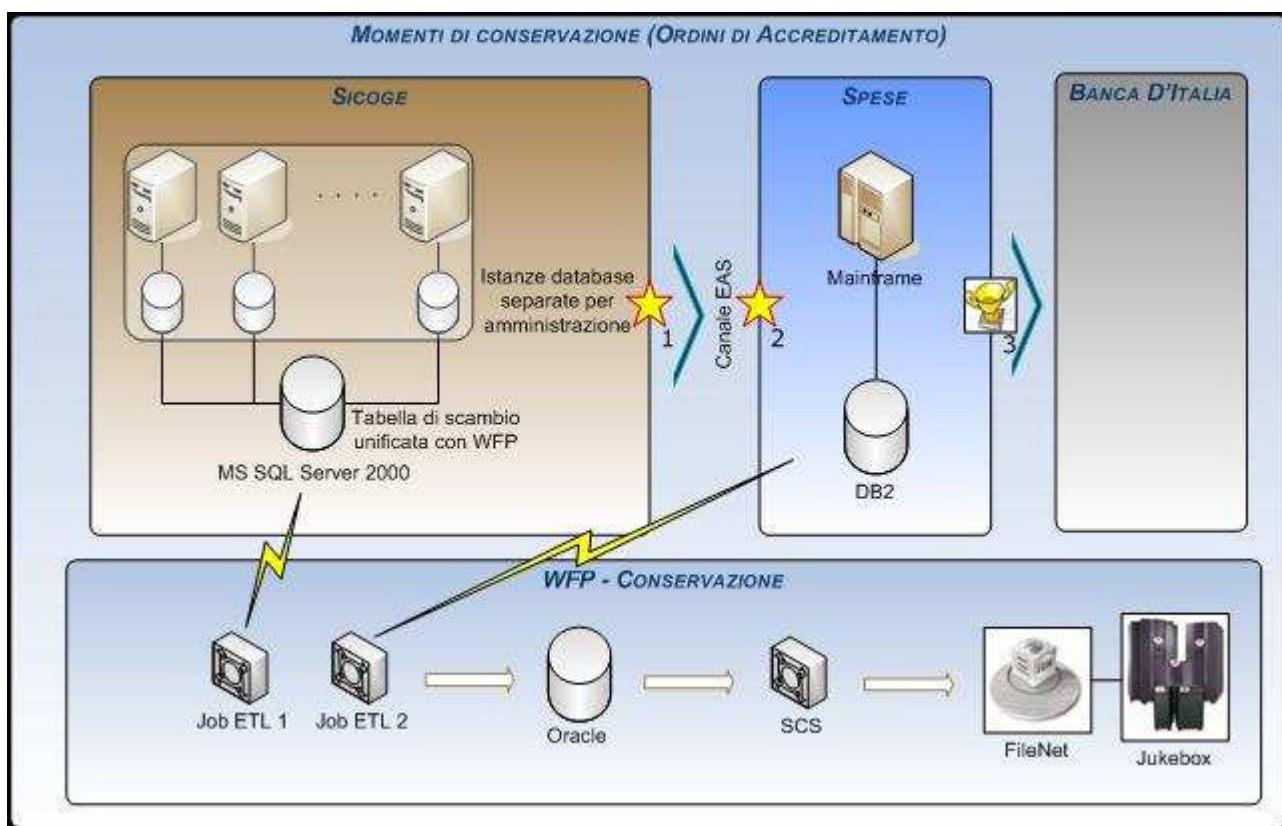 MOMENTI DI CONSERVAZIONE (ORDINI DI ACCREDITAMENTO)
SICOGE
SPESE
BANCA D'ITALIA
. . . .
Istanze database
separate per
amministrazione
1
Canale EAS
2
Mainframe
3
Tabella di scambio
unificata con WFP
MS SQL Server 2000
DB2
WFP - CONSERVAZIONE
Job ETL 1
Job ETL 2
Oracle
SCS
FileNet
Jukebox